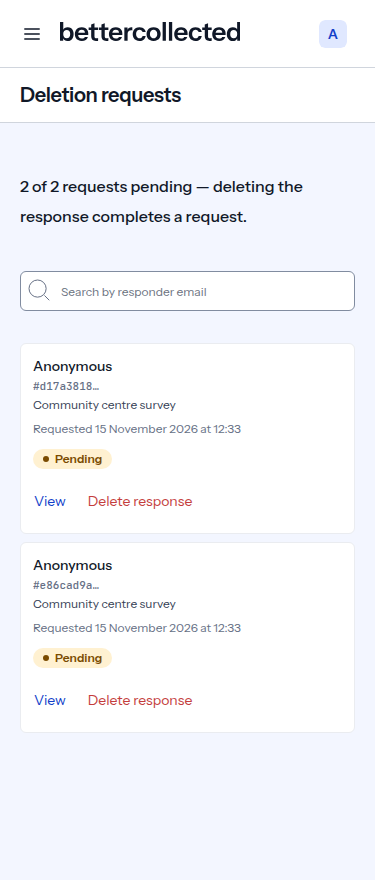 bettercollected
A
Deletion requests
2 of 2 requests pending — deleting the
response completes a request.
Search by responder email
Anonymous
#d17a3818…
Community centre survey
Requested 15 November 2026 at 12:33
Pending
View Delete response
Anonymous
#e86cad9a…
Community centre survey
Requested 15 November 2026 at 12:33
Pending
View Delete response